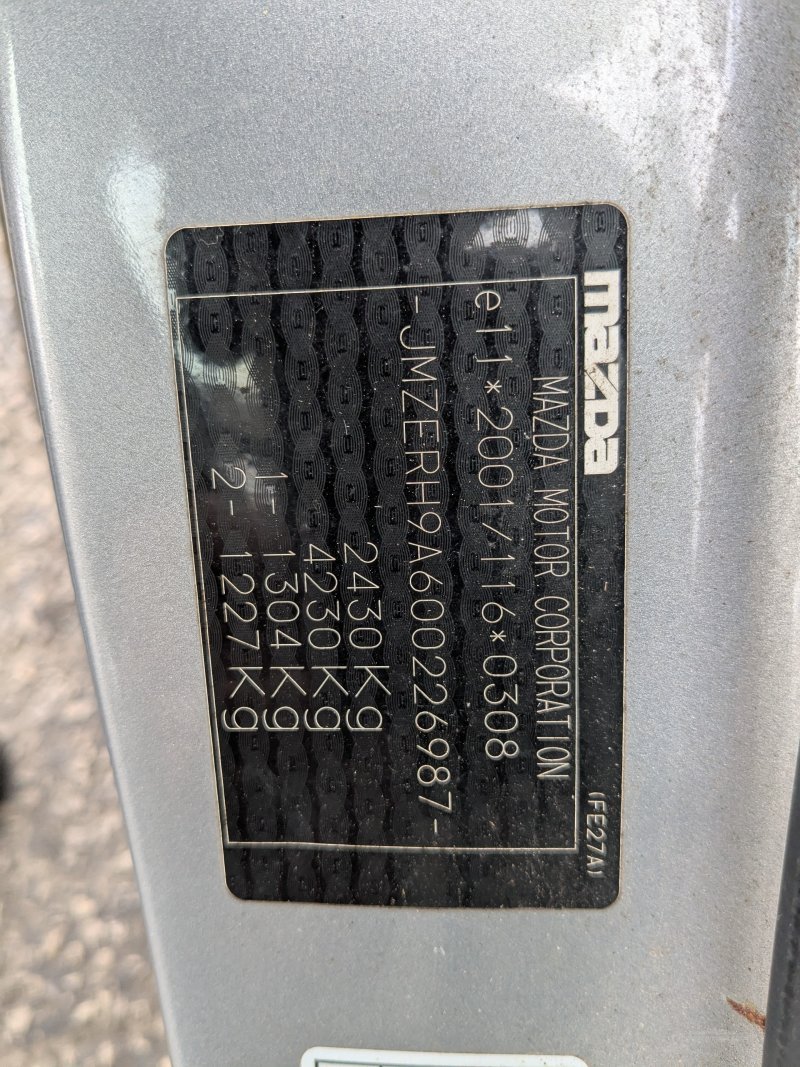 mazda
MAZDA MOTOR CORPORATION
e11*2001/116*0308
-JMZERH9A600226987-
2430Kg
4230Kg
1- 1304Kg
2- 1227Kg
(FE27A)